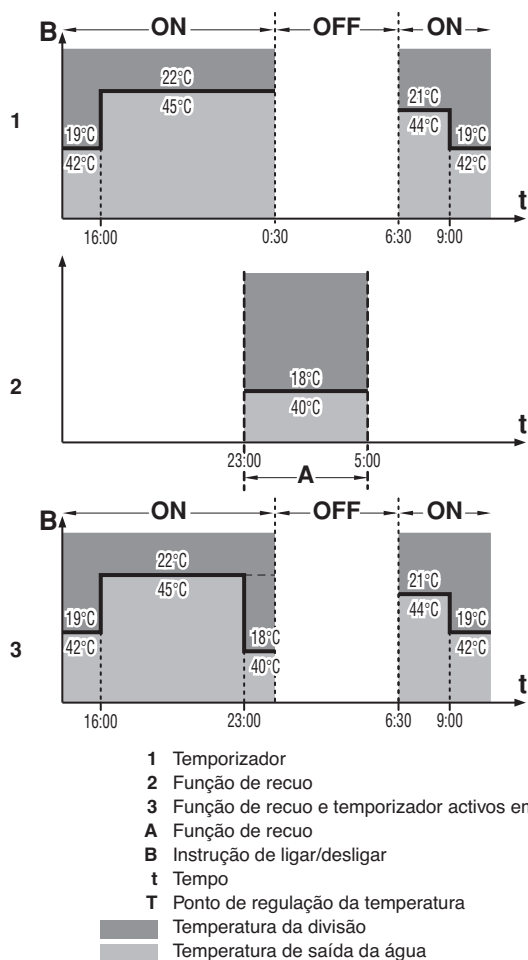 B ON OFF ON
22°C
45°C
21°C
44°C
19°C
42°C
19°C
42°C
1
t
16:00 0:30 6:30 9:00
18°C
40°C
2
t
23:00 5:00
A
B ON OFF ON
22°C
45°C
21°C
44°C
19°C
42°C
18°C
40°C
19°C
42°C
3
t
16:00 23:00 6:30 9:00
1 Temporizador
2 Função de recuo
3 Função de recuo e temporizador activos em
A Função de recuo
B Instrução de ligar/desligar
t Tempo
T Ponto de regulação da temperatura
Temperatura da divisão
Temperatura de saída da água